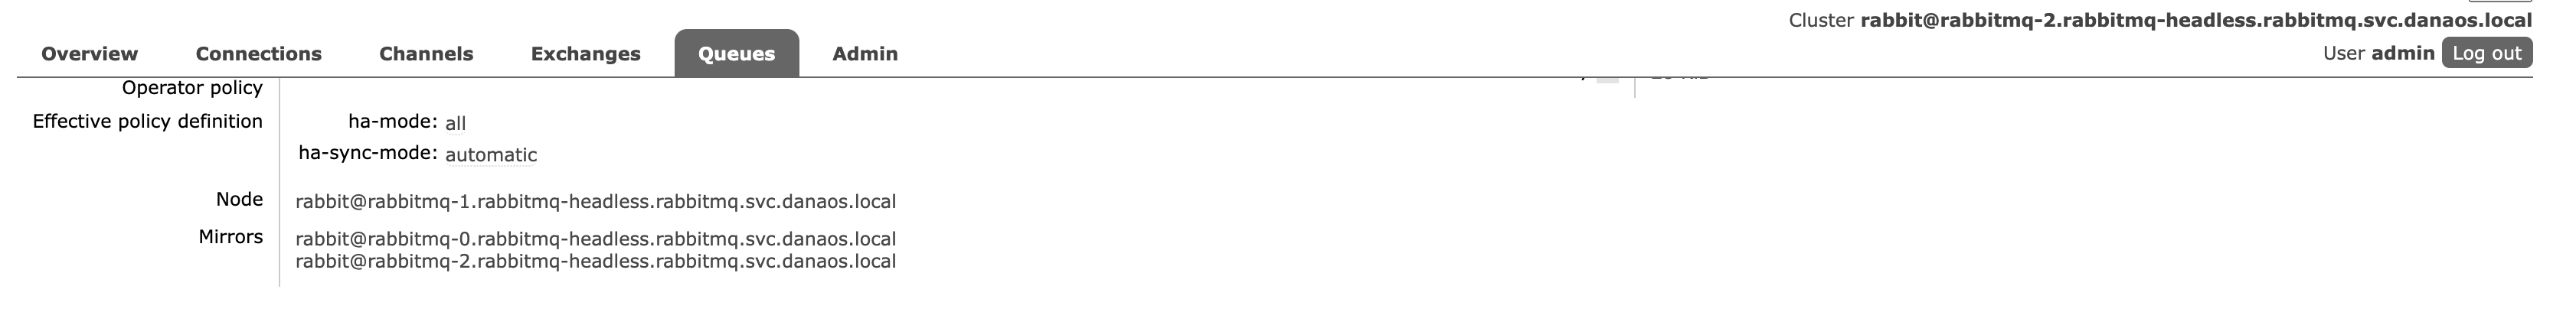 Cluster rabbit@rabbitmq-2.rabbitmq-headless.rabbitmq.svc.danaos.local
Overview Connections Channels Exchanges Queues Admin
User admin Log out
Operator policy
Effective policy definition ha-mode: all
ha-sync-mode: automatic
Node rabbit@rabbitmq-1.rabbitmq-headless.rabbitmq.svc.danaos.local
Mirrors rabbit@rabbitmq-0.rabbitmq-headless.rabbitmq.svc.danaos.local
rabbit@rabbitmq-2.rabbitmq-headless.rabbitmq.svc.danaos.local